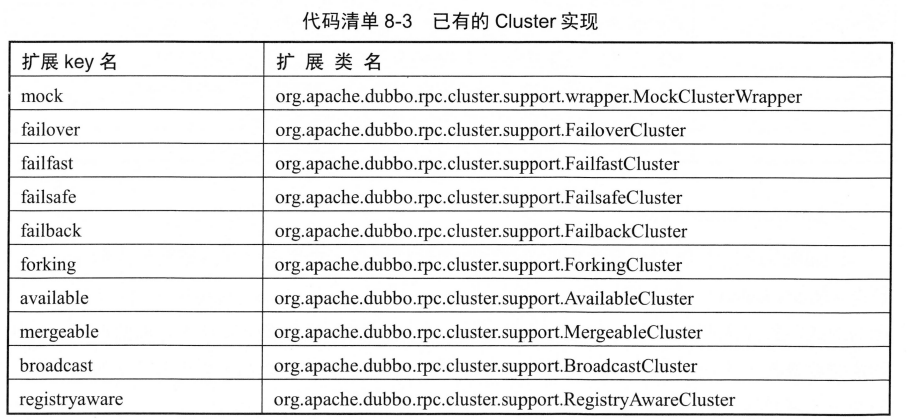 代码清单 8-3 已有的 Cluster 实现
扩展 key 名 扩 展 类 名
mock org.apache.dubbo.rpc.cluster.support.wrapper.MockClusterWrapper
failover org.apache.dubbo.rpc.cluster.support.FailoverCluster
failfast org.apache.dubbo.rpc.cluster.support.FailfastCluster
failsafe org.apache.dubbo.rpc.cluster.support.FailsafeCluster
failback org.apache.dubbo.rpc.cluster.support.FailbackCluster
forking org.apache.dubbo.rpc.cluster.support.ForkingCluster
available org.apache.dubbo.rpc.cluster.support.AvailableCluster
mergeable org.apache.dubbo.rpc.cluster.support.MergeableCluster
broadcast org.apache.dubbo.rpc.cluster.support.BroadcastCluster
registryaware org.apache.dubbo.rpc.cluster.support.RegistryAwareCluster